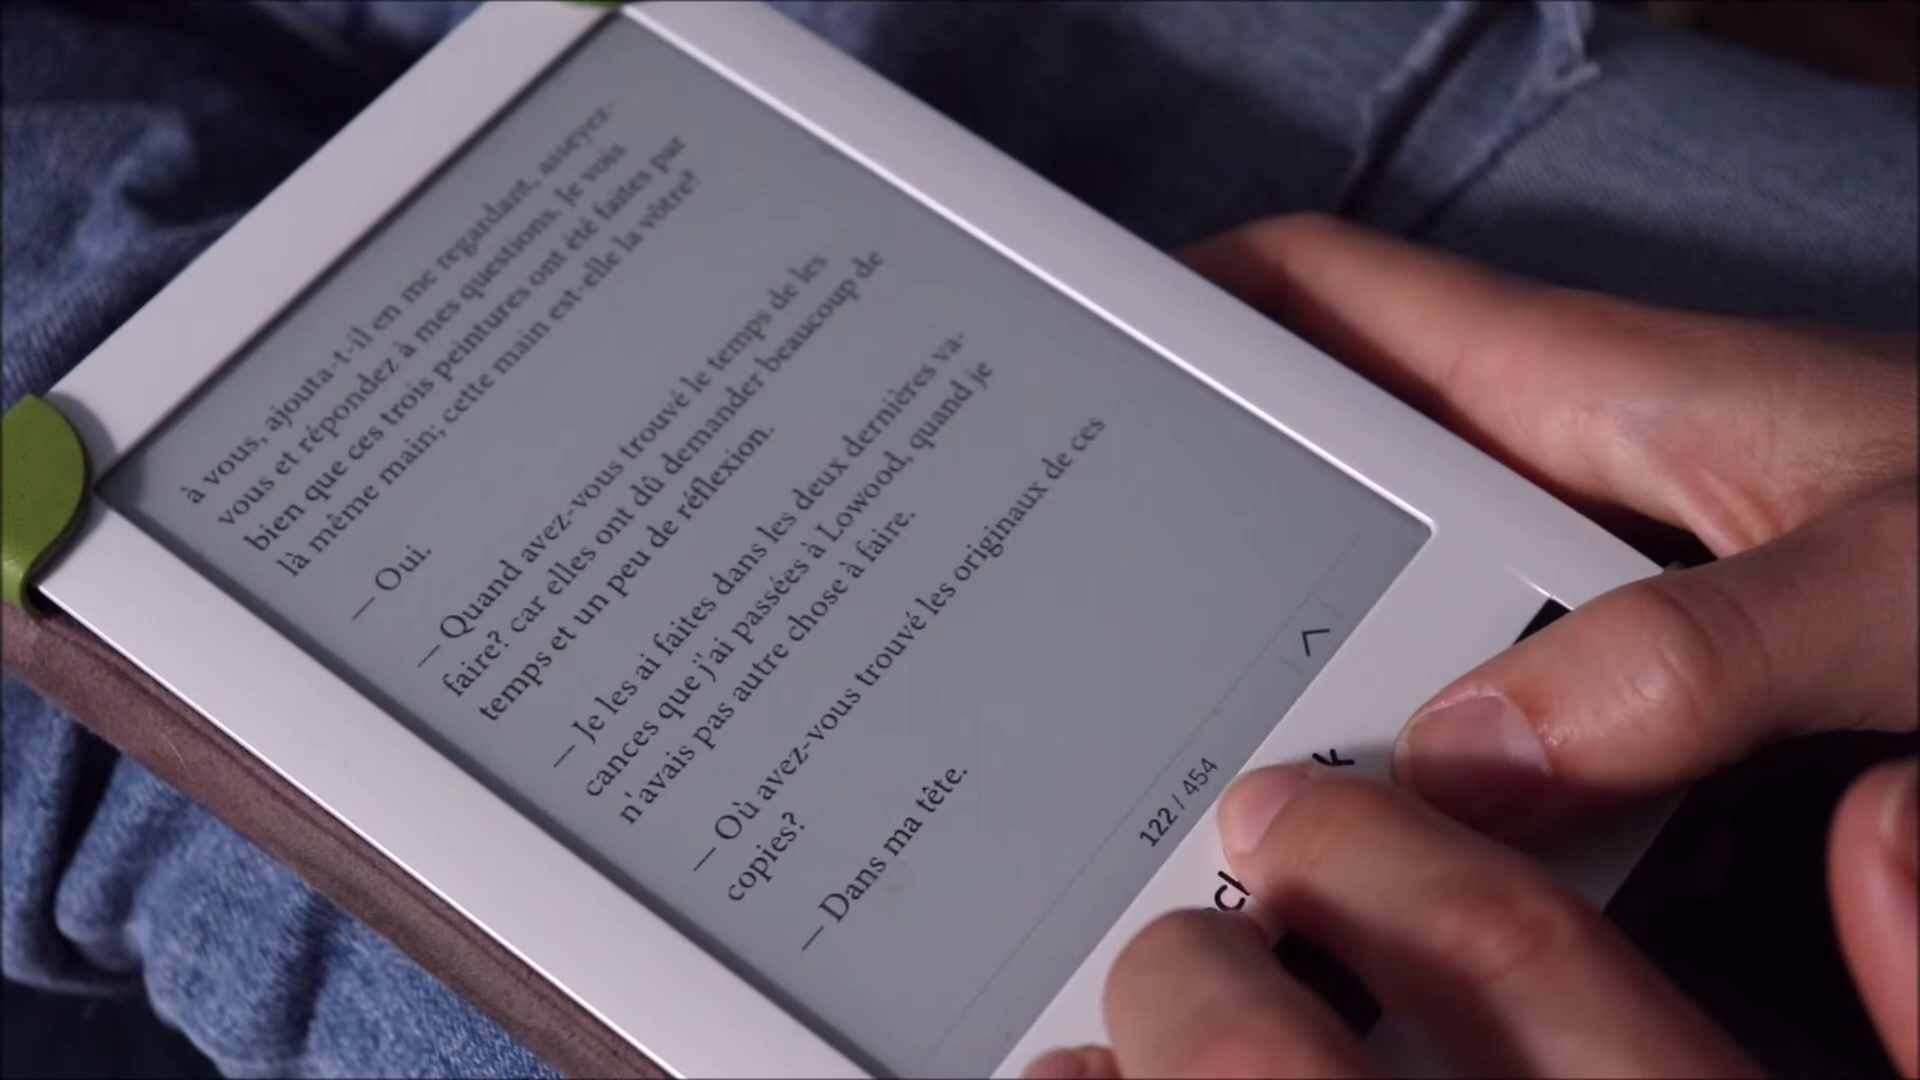 à vous, ajouta-t-il en me regardant, asseyez-
vous et répondez à mes questions. Je vois
bien que ces trois peintures ont été faites par
là même main; cette main est-elle la vôtre?
— Oui.
— Quand avez-vous trouvé le temps de les
faire? car elles ont dû demander beaucoup de
temps et un peu de réflexion.
— Je les ai faites dans les deux dernières va-
cances que j'ai passées à Lowood, quand je
n'avais pas autre chose à faire.
— Où avez-vous trouvé les originaux de ces
copies?
— Dans ma tête.
122 / 454